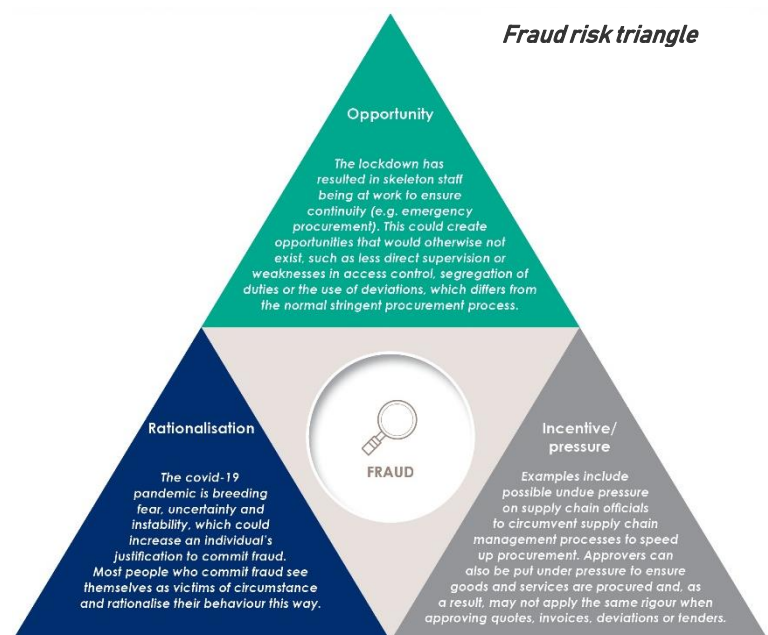 Fraud risk triangle
Opportunity
The lockdown has
resulted in skeleton staff
being at work to ensure
continuity (e.g. emergency
procurement). This could create
opportunities that would otherwise not
exist, such as less direct supervision or
weaknesses in access control, segregation of
duties or the use of deviations, which differs from
the normal stringent procurement process.
Rationalisation
The covid-19
pandemic is breeding
fear, uncertainty and
instability, which could
increase an individual's
justification to commit fraud.
Most people who commit fraud see
themselves as victims of circumstance
and rationalise their behaviour this way.
FRAUD
Incentive/
pressure
Examples include
possible undue pressure
on supply chain officials
to circumvent supply chain
management processes to speed
up procurement. Approvers can
also be put under pressure to ensure
goods and services are procured and, as
a result, may not apply the same rigour when
approving quotes, invoices, deviations or tenders.